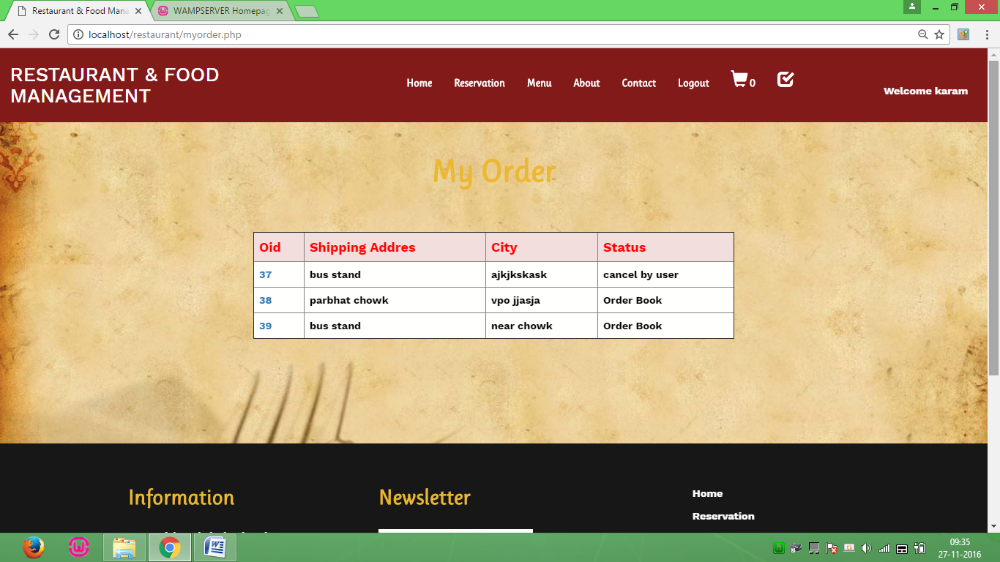 Restaurant & Food Mana
WAMPSERVER Homepag
localhost/restaurant/myorder.php
RESTAURANT & FOOD
MANAGEMENT
Home Reservation Menu About Contact Logout 0
Welcome karam
My Order
Oid Shipping Addres City Status
37 bus stand ajkjkskask cancel by user
38 parbhat chowk vpo jjasja Order Book
39 bus stand near chowk Order Book
Information
Newsletter
Home
Reservation
09:35
27-11-2016